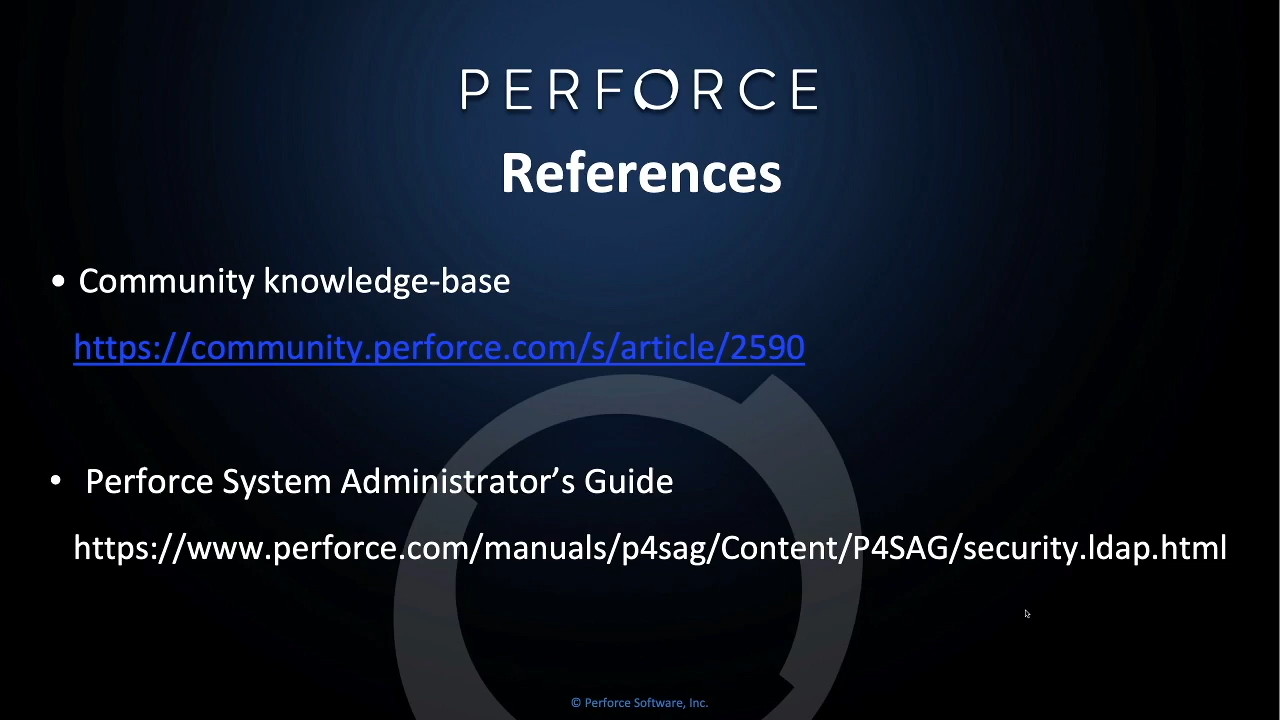 PERFORCE
References
• Community knowledge-base
https://community.perforce.com/s/article/2590
• Perforce System Administrator’s Guide
https://www.perforce.com/manuals/p4sag/Content/P4SAG/security.ldap.html
© Perforce Software, Inc.